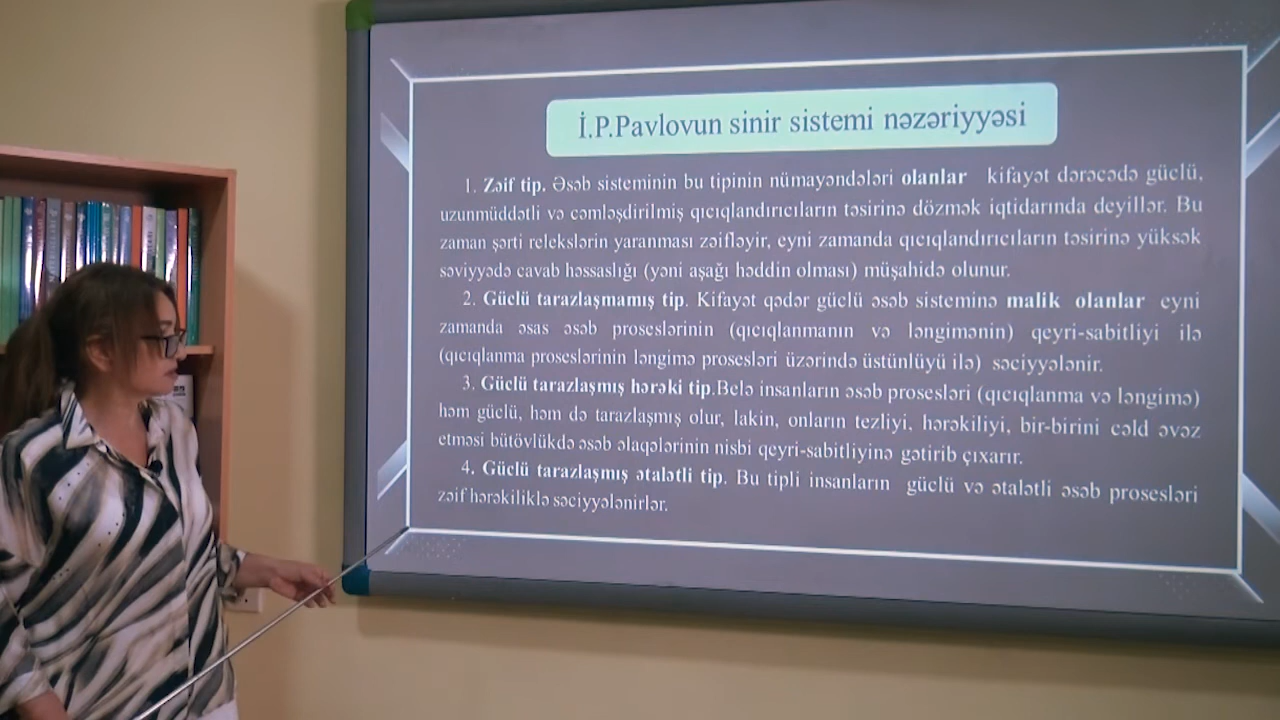 İ.P.Pavlovun sinir sistemi nəzəriyyəsi
1. Zəif tip. Əsəb sisteminin bu tipinin nümayəndələri olanlar kifayət dərəcədə güclü,
uzunmüddətli və cəmləşdirilmiş qıcıqlandırıcıların təsirinə dözmək iqtidarında deyillər. Bu
zaman şərti relekslərin yaranması zəifləyir, eyni zamanda qıcıqlandırıcıların təsirinə yüksək
səviyyədə cavab həssaslığı (yəni aşağı həddin olması) müşahidə olunur.
2. Güclü tarazlaşmamış tip. Kifayət qədər güclü əsəb sisteminə malik olanlar eyni
zamanda əsas əsəb proseslərinin (qıcıqlanmanın və ləngimənin) qeyri-sabitliyi ilə
(qıcıqlanma proseslərinin ləngimə prosesləri üzərində üstünlüyü ilə) səciyyələnir.
3. Güclü tarazlaşmış hərəki tip.Belə insanların əsəb prosesləri (qıcıqlanma və ləngimə)
həm güclü, həm də tarazlaşmış olur, lakin, onların tezliyi, hərəkiliyi, bir-birini cəld əvəz
etməsi bütövlükdə əsəb əlaqələrinin nisbi qeyri-sabitliyinə gətirib çıxarır.
4. Güclü tarazlaşmış ətalətli tip. Bu tipli insanların güclü və ətalətli əsəb prosesləri
zəif hərəkiliklə səciyyələnirlər.